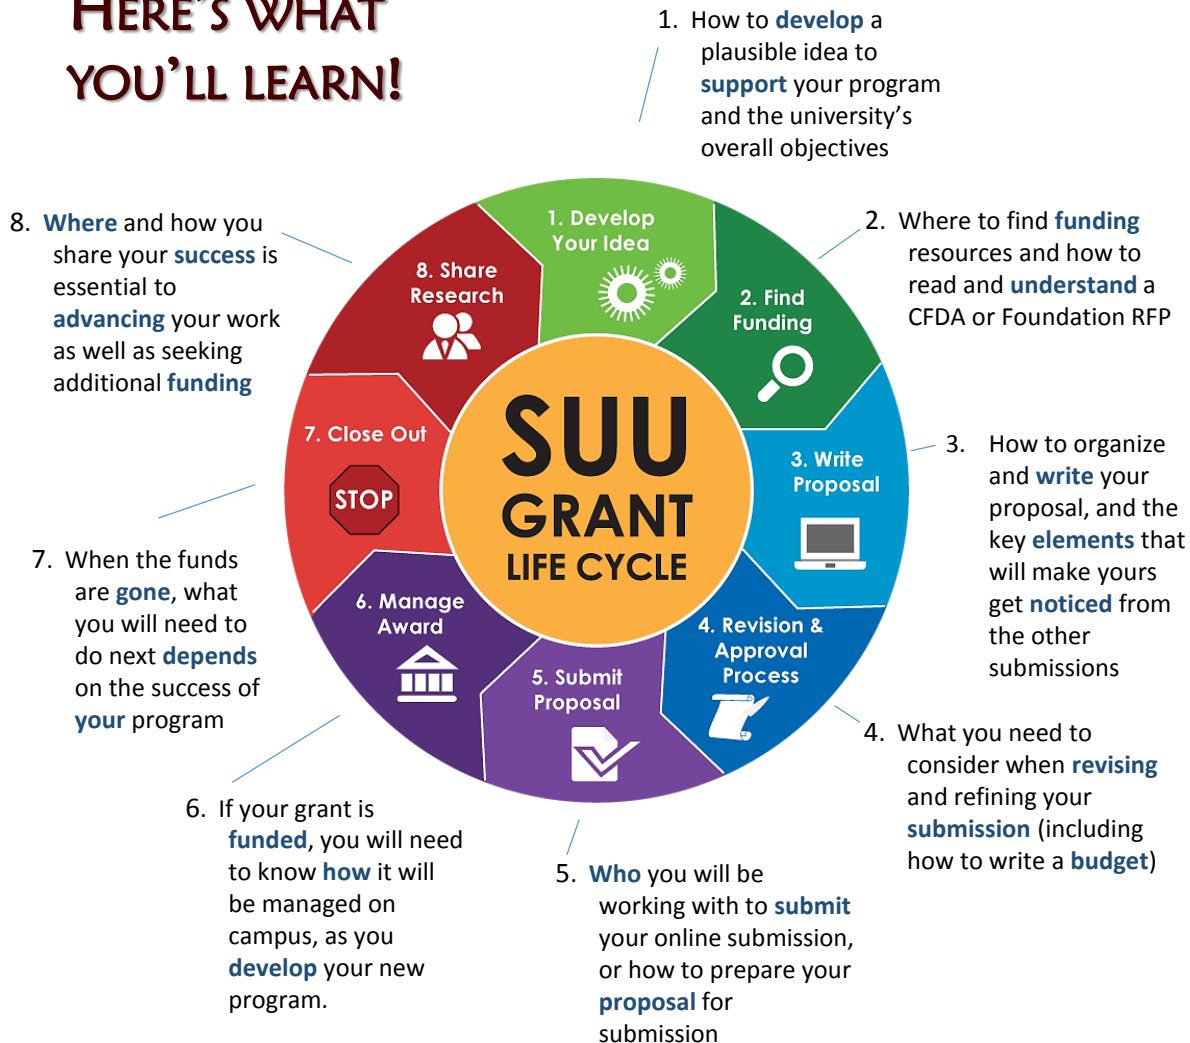 HERE'S WHAT
YOU'LL LEARN!
1. How to develop a
plausible idea to
support your program
and the university's
overall objectives
2. Where to find funding
resources and how to
read and understand a
CFDA or Foundation RFP
3. How to organize
and write your
proposal, and the
key elements that
will make yours
get noticed from
the other
submissions
4. What you need to
consider when revising
and refining your
submission (including
how to write a budget)
5. Who you will be
working with to submit
your online submission,
or how to prepare your
proposal for
submission
6. If your grant is
funded, you will need
to know how it will
be managed on
campus, as you
develop your new
program.
7. When the funds
are gone, what
you will need to
do next depends
on the success of
your program
8. Where and how you
share your success is
essential to
advancing your work
as well as seeking
additional funding
1. Develop
Your Idea
2. Find
Funding
3. Write
Proposal
4. Revision &
Approval
Process
5. Submit
Proposal
6. Manage
Award
7. Close Out
STOP
8. Share
Research
SUU
GRANT
LIFE CYCLE